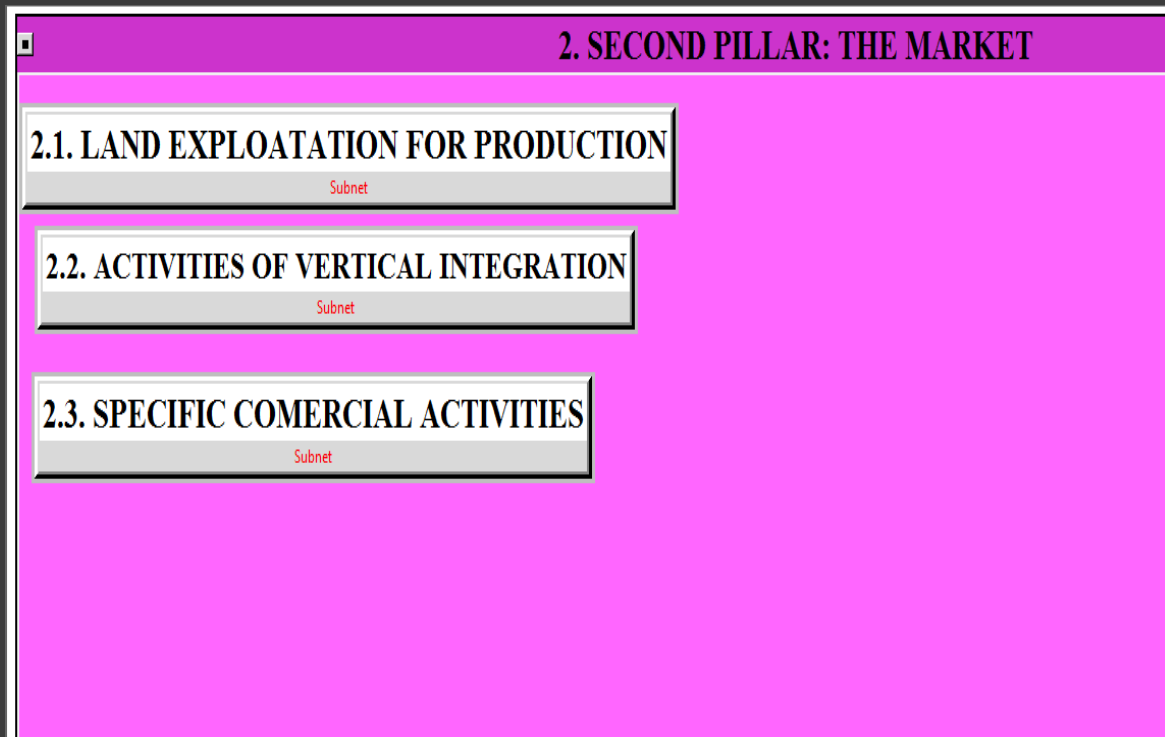 2. SECOND PILLAR: THE MARKET
2.1. LAND EXPLOATATION FOR PRODUCTION
Subnet
2.2. ACTIVITIES OF VERTICAL INTEGRATION
Subnet
2.3. SPECIFIC COMERCIAL ACTIVITIES
Subnet